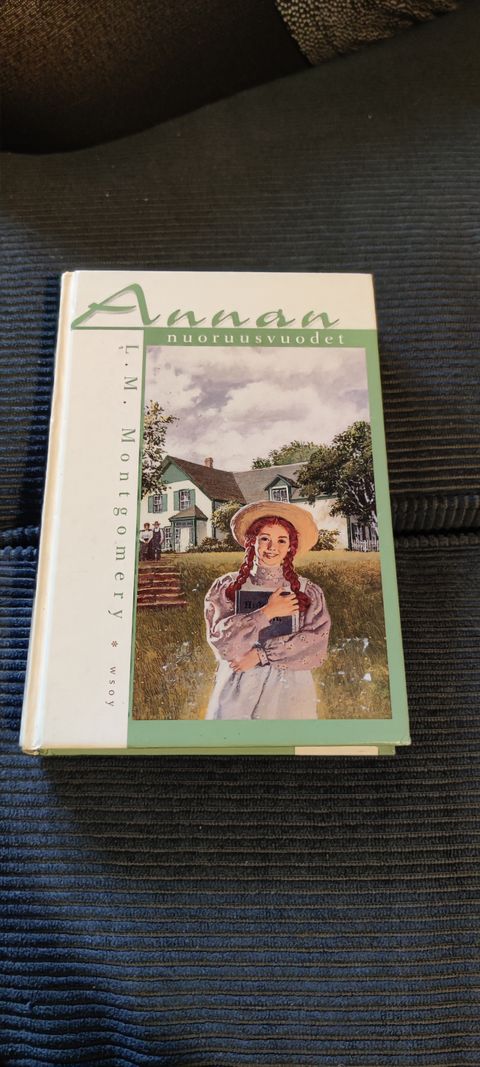 Annan
nuoruusvuodet
L. M. Montgomery * wsoy